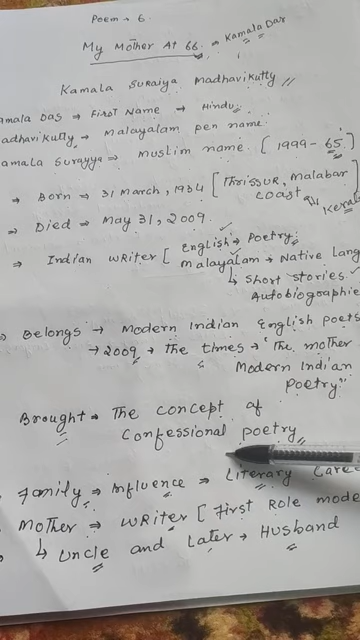 Poem → 6.
My Mother At 66. → Kamala Das
Kamala Suraiya Madhavikutty //
amala Das ⇒ First Name → Hindu
adhavikutty → Malayalam pen name.
amala Surayya ⇒ Muslim name. [1999 - 65.]
→ Born → 31 March, 1934 [Thrissur, Malabar
Coast
Kerala
⇒ Died → May 31, 2009.
⇒ Indian writer [English → Poetry;
Malayalam → Native Lang
↳ Short stories.
Autobiographie
→ Belongs → Modern Indian English poets
→ 2009 → The times → "The mother
Modern Indian
Poetry"
Brought → The concept of
Confessional poetry
Family ⇒ Influence ⇒ Literary Caree
Mother ⇒ Writer [First Role mode
↳ Uncle and Later → Husband